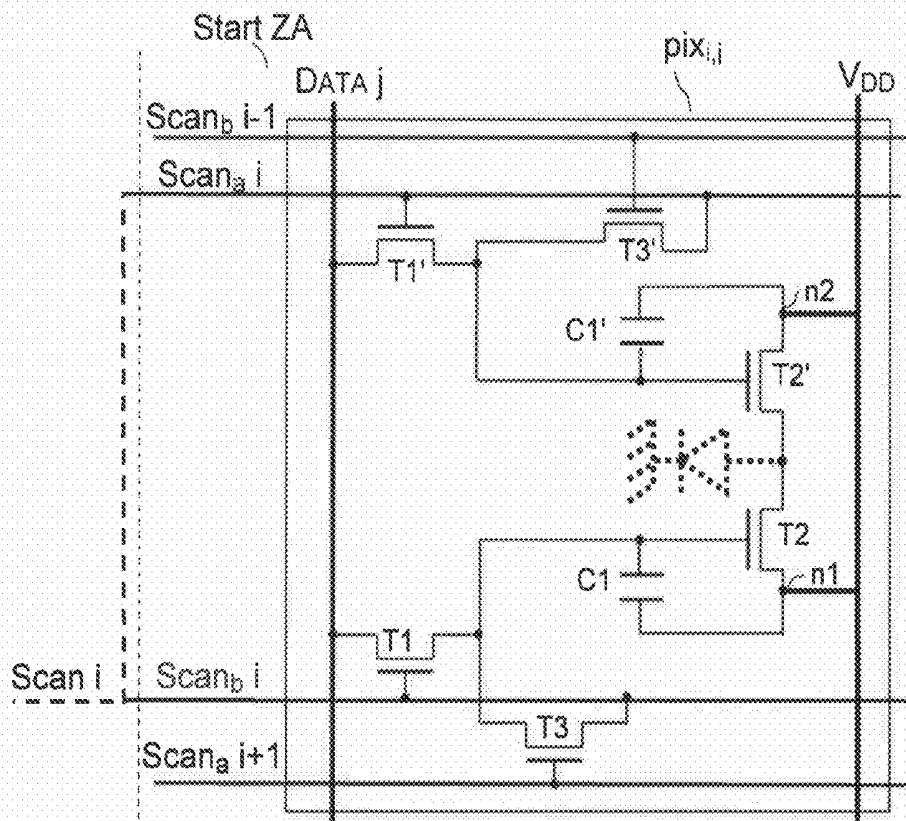 Start ZA
pixi,j
DATA j
VDD
Scanb i-1
Scana i
T1'
T3'
n2
C1'
T2'
T2
C1
n1
T1
Scan i
Scanb i
T3
Scana i+1